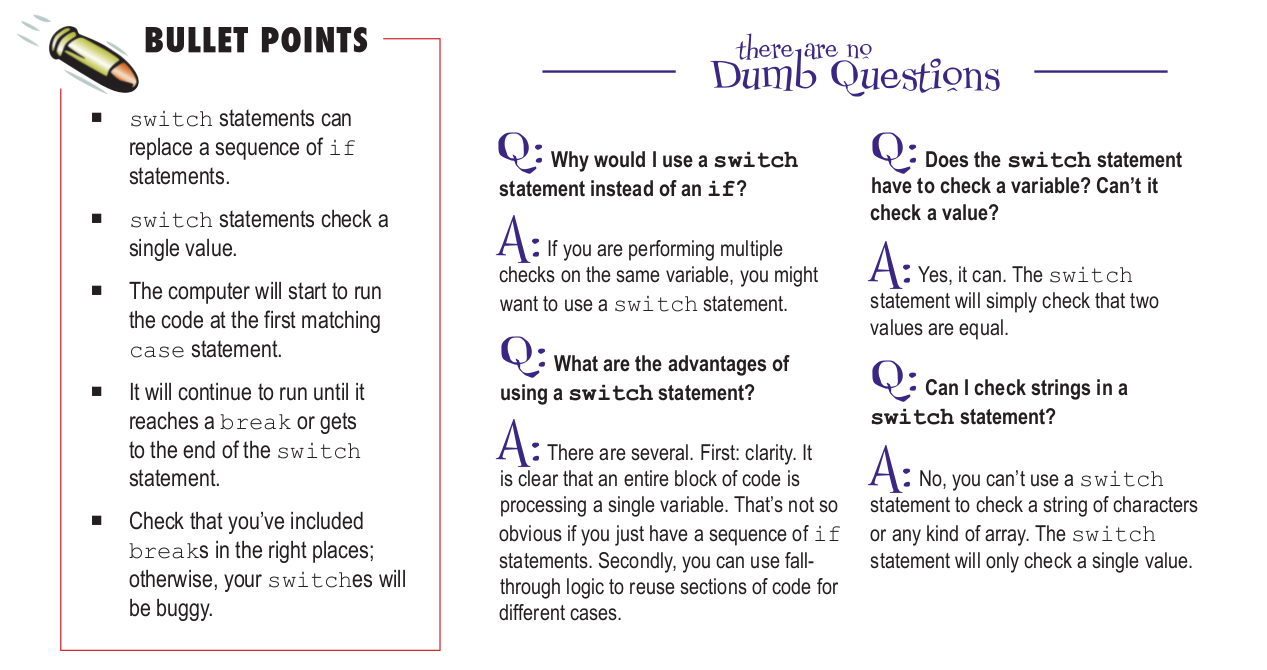 BULLET POINTS
■ switch statements can
replace a sequence of if
statements.
■ switch statements check a
single value.
■ The computer will start to run
the code at the first matching
case statement.
■ It will continue to run until it
reaches a break or gets
to the end of the switch
statement.
■ Check that you’ve included
breaks in the right places;
otherwise, your switches will
be buggy.
there are no
Dumb Questions
Q: Why would I use a switch
statement instead of an if?
A: If you are performing multiple
checks on the same variable, you might
want to use a switch statement.
Q: What are the advantages of
using a switch statement?
A: There are several. First: clarity. It
is clear that an entire block of code is
processing a single variable. That’s not so
obvious if you just have a sequence of if
statements. Secondly, you can use fall-
through logic to reuse sections of code for
different cases.
Q: Does the switch statement
have to check a variable? Can’t it
check a value?
A: Yes, it can. The switch
statement will simply check that two
values are equal.
Q: Can I check strings in a
switch statement?
A: No, you can’t use a switch
statement to check a string of characters
or any kind of array. The switch
statement will only check a single value.